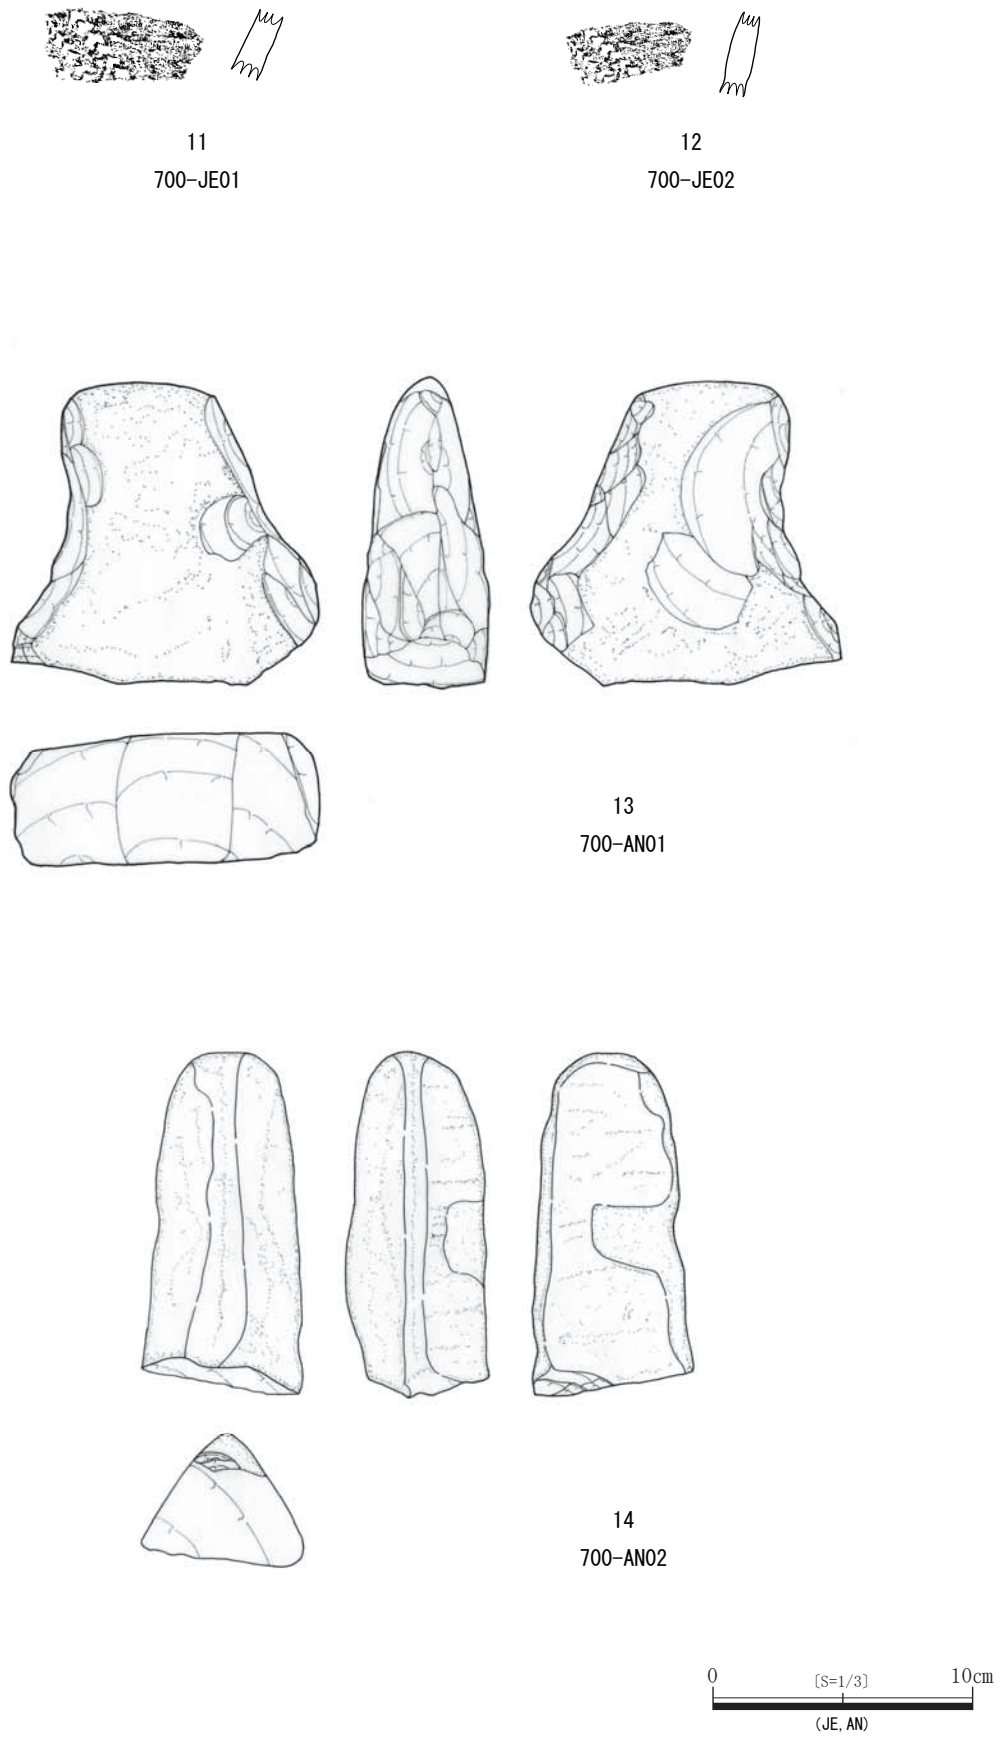 11
700-JE01
12
700-JE02
13
700-AN01
14
700-AN02
0 〔S=1/3〕 10cm
(JE, AN)